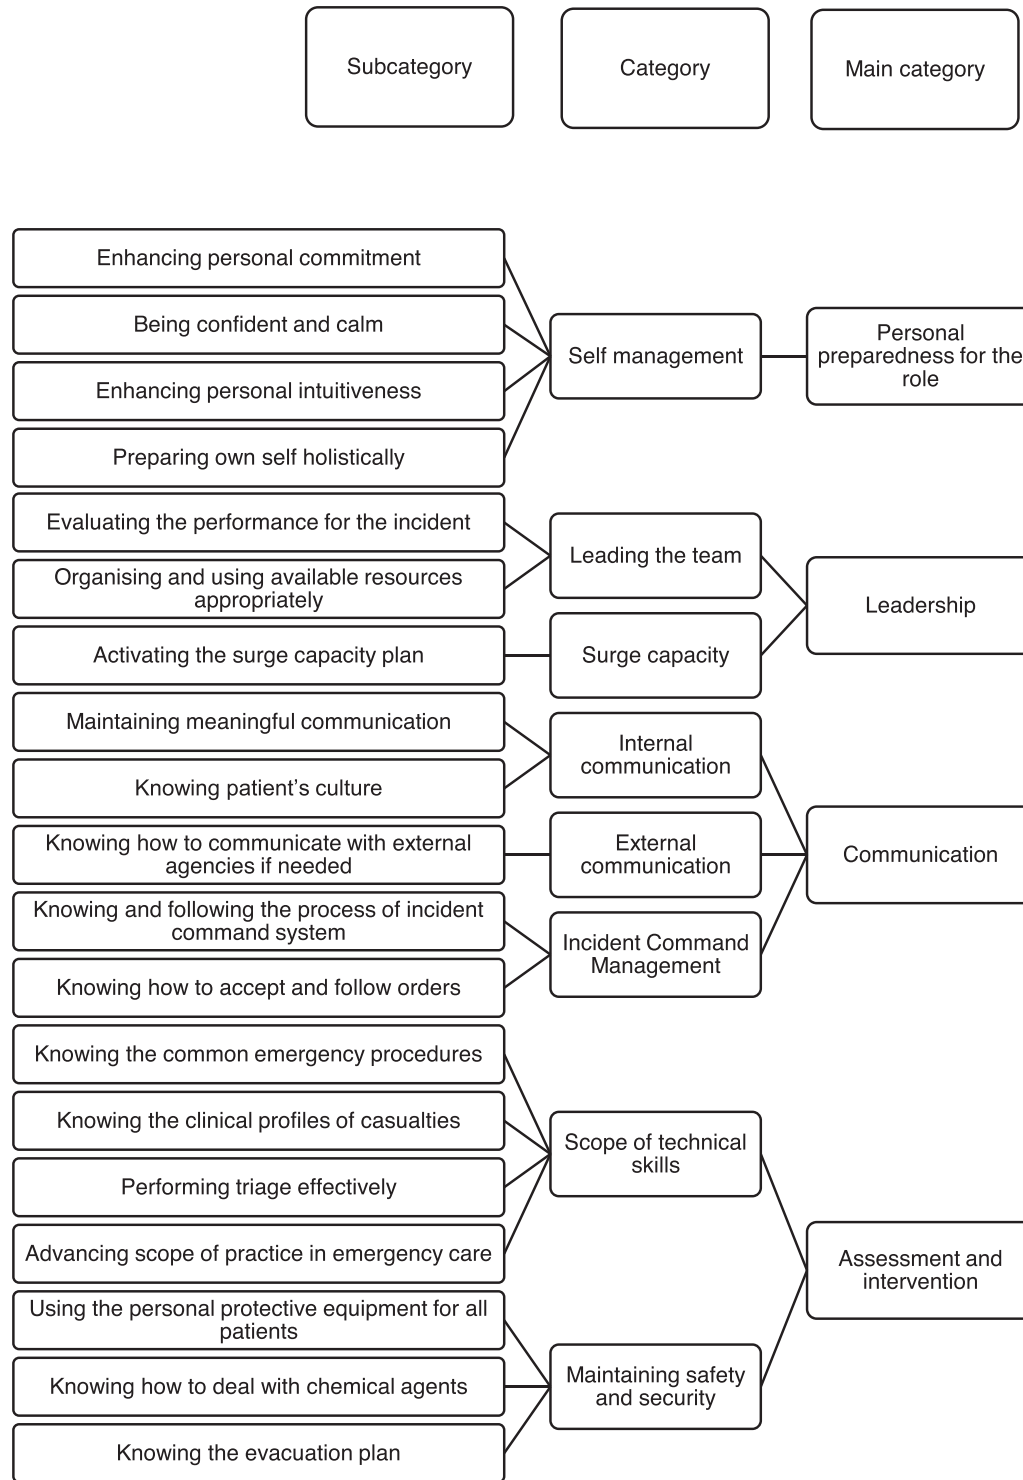 Subcategory
Category
Main category
Enhancing personal commitment
Being confident and calm
Enhancing personal intuitiveness
Preparing own self holistically
Self management
Personal
preparedness for the
role
Evaluating the performance for the incident
Organising and using available resources
appropriately
Activating the surge capacity plan
Leading the team
Surge capacity
Leadership
Maintaining meaningful communication
Knowing patient's culture
Knowing how to communicate with external
agencies if needed
Knowing and following the process of incident
command system
Knowing how to accept and follow orders
Internal
communication
External
communication
Incident Command
Management
Communication
Knowing the common emergency procedures
Knowing the clinical profiles of casualties
Performing triage effectively
Advancing scope of practice in emergency care
Using the personal protective equipment for all
patients
Knowing how to deal with chemical agents
Knowing the evacuation plan
Scope of technical
skills
Maintaining safety
and security
Assessment and
intervention